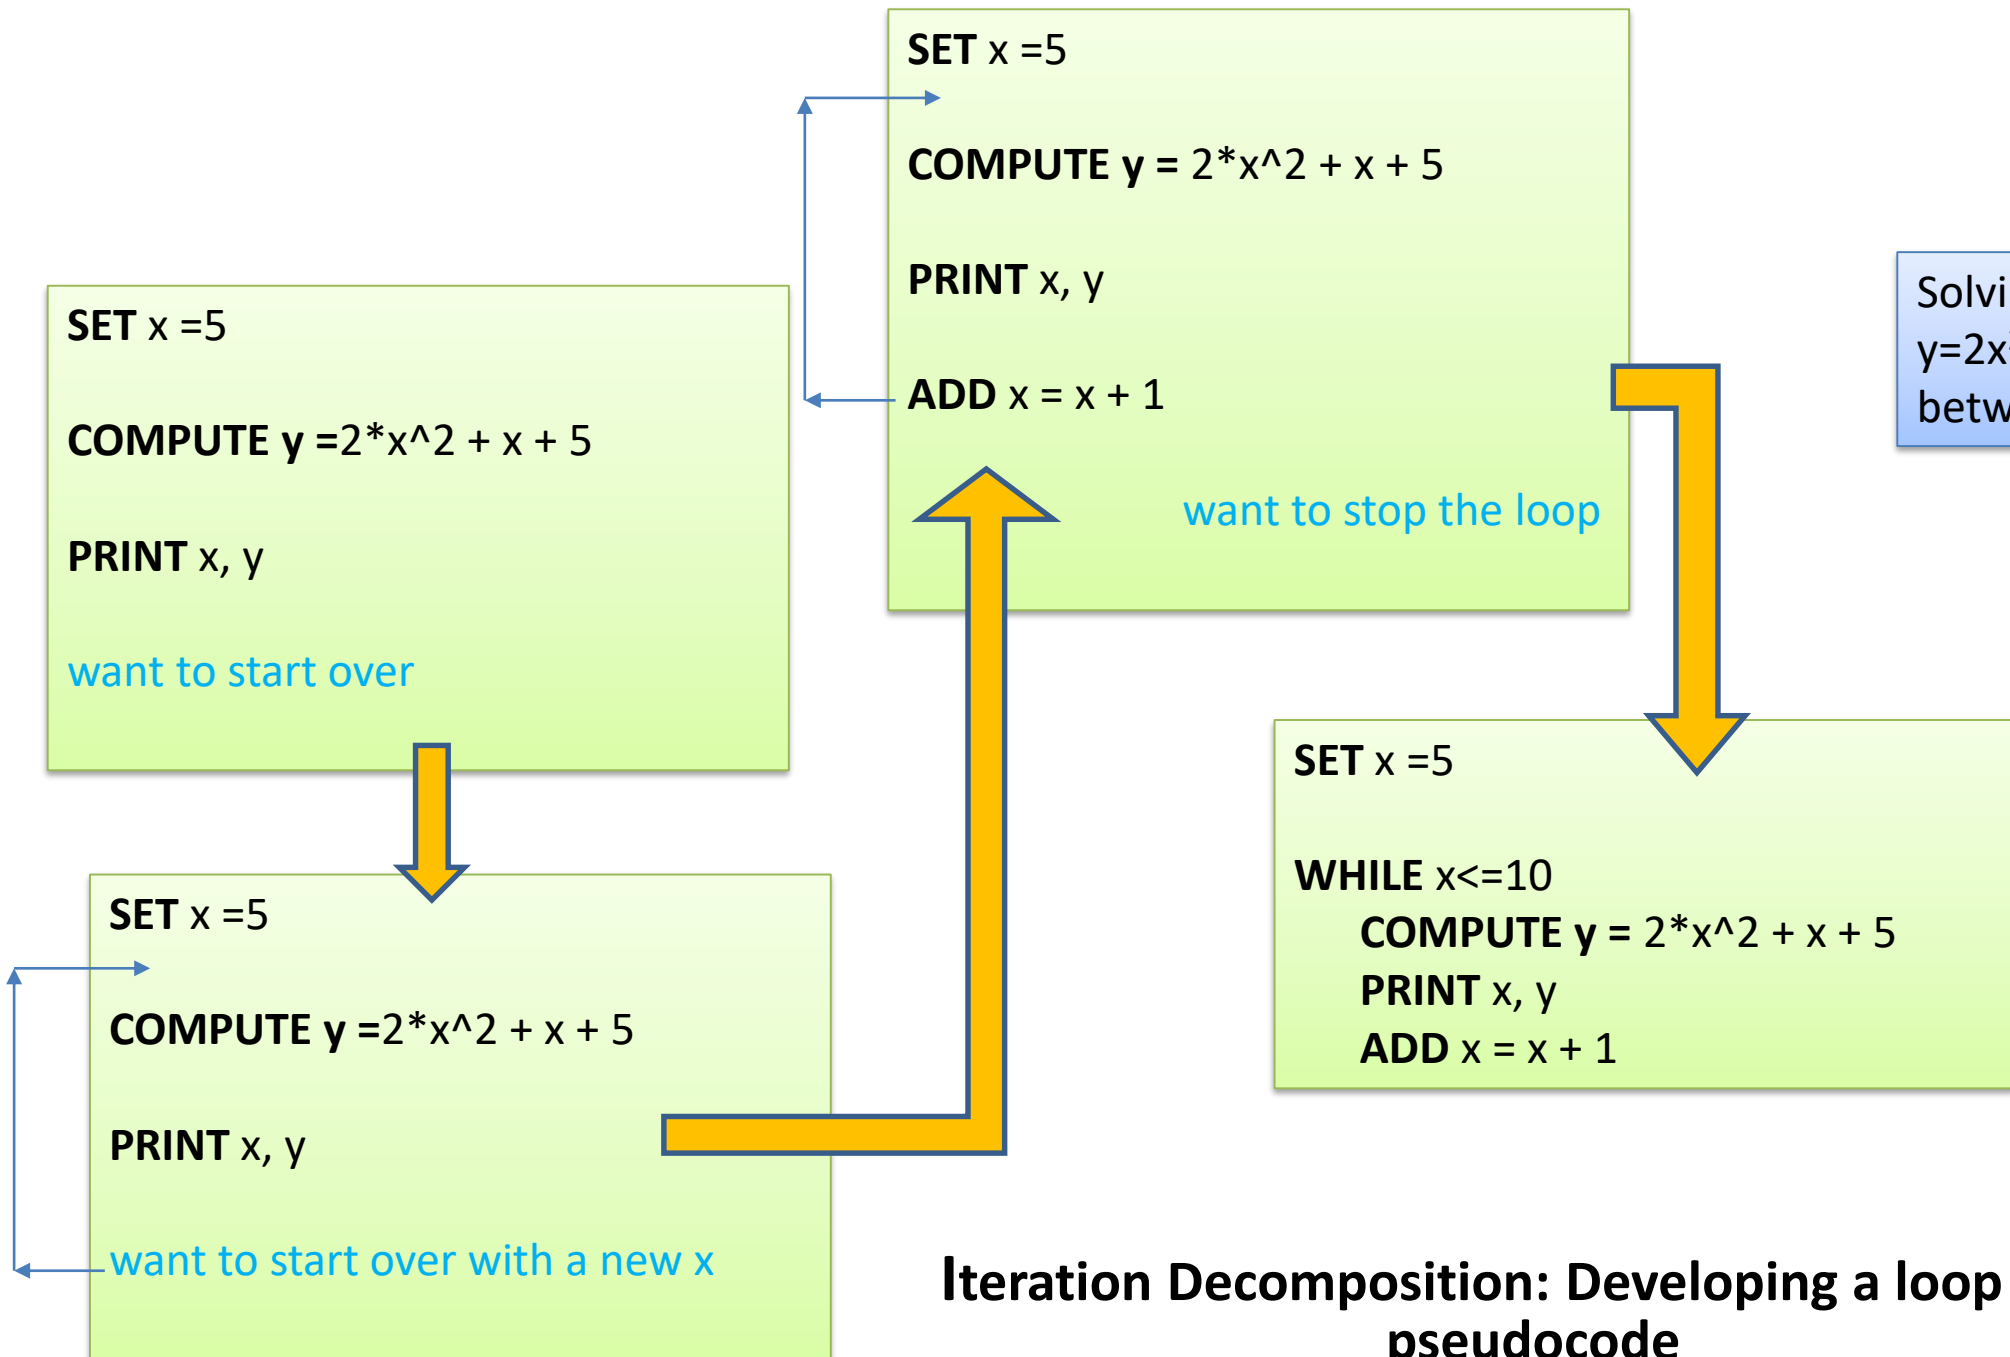 SET x =5
COMPUTE y =2*x^2 + x + 5
PRINT x, y
want to start over
SET x =5
COMPUTE y =2*x^2 + x + 5
PRINT x, y
want to start over with a new x
SET x =5
COMPUTE y = 2*x^2 + x + 5
PRINT x, y
ADD x = x + 1
want to stop the loop
y=2x
SET x =5
WHILE x<=10
COMPUTE y = 2*x^2 + x + 5
PRINT x, y
ADD x = x + 1
Iteration Decomposition: Developing a loop
pseudocode